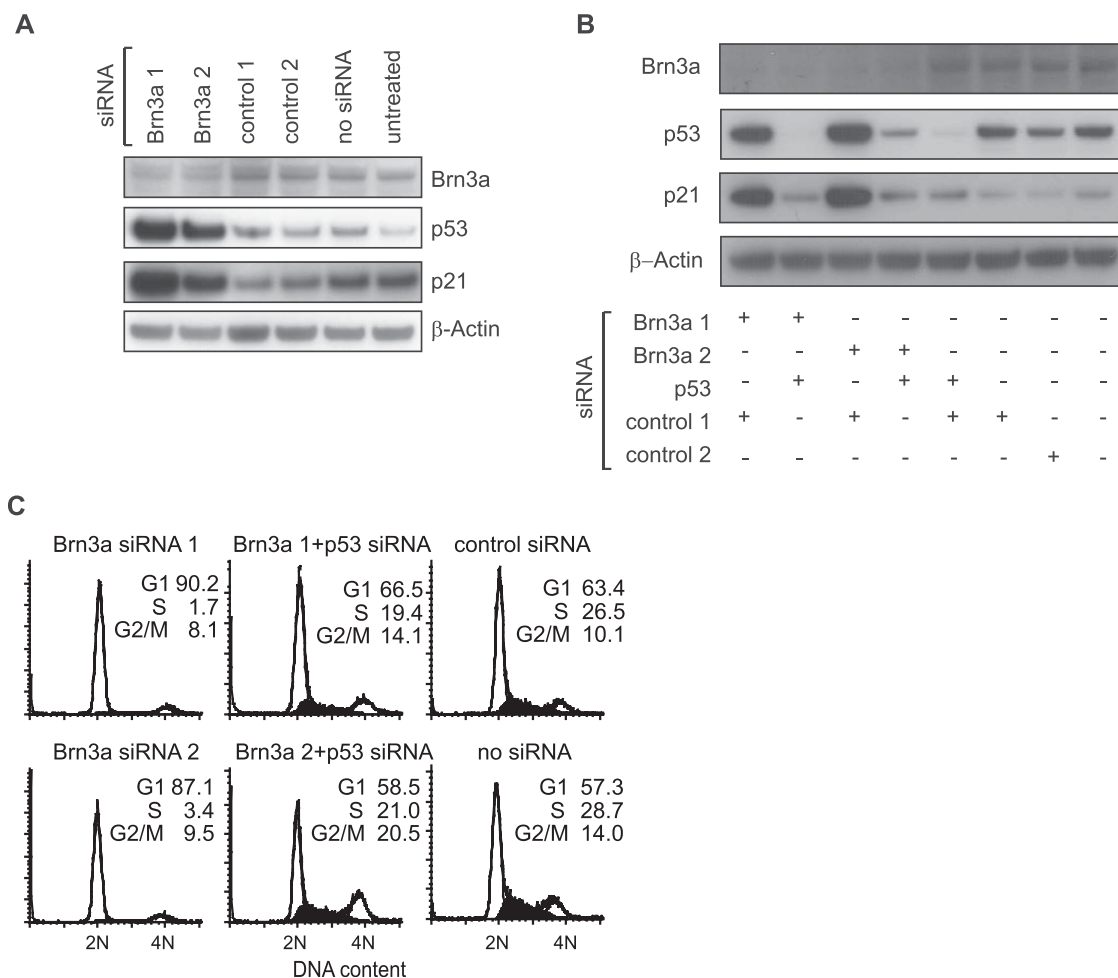 A
siRNA
Brn3a 1
Brn3a 2
control 1
control 2
no siRNA
untreated
Brn3a
p53
p21
β-Actin
B
Brn3a
p53
p21
β–Actin
siRNA
Brn3a 1 + + - - - - - -
Brn3a 2 - - + + - - - -
p53 - + - + + - - -
control 1 + - + - + + - -
control 2 - - - - - - + -
C
Brn3a siRNA 1
G1 90.2
S 1.7
G2/M 8.1
Brn3a 1+p53 siRNA
G1 66.5
S 19.4
G2/M 14.1
control siRNA
G1 63.4
S 26.5
G2/M 10.1
Brn3a siRNA 2
G1 87.1
S 3.4
G2/M 9.5
2N 4N
Brn3a 2+p53 siRNA
G1 58.5
S 21.0
G2/M 20.5
2N 4N
no siRNA
G1 57.3
S 28.7
G2/M 14.0
2N 4N
DNA content